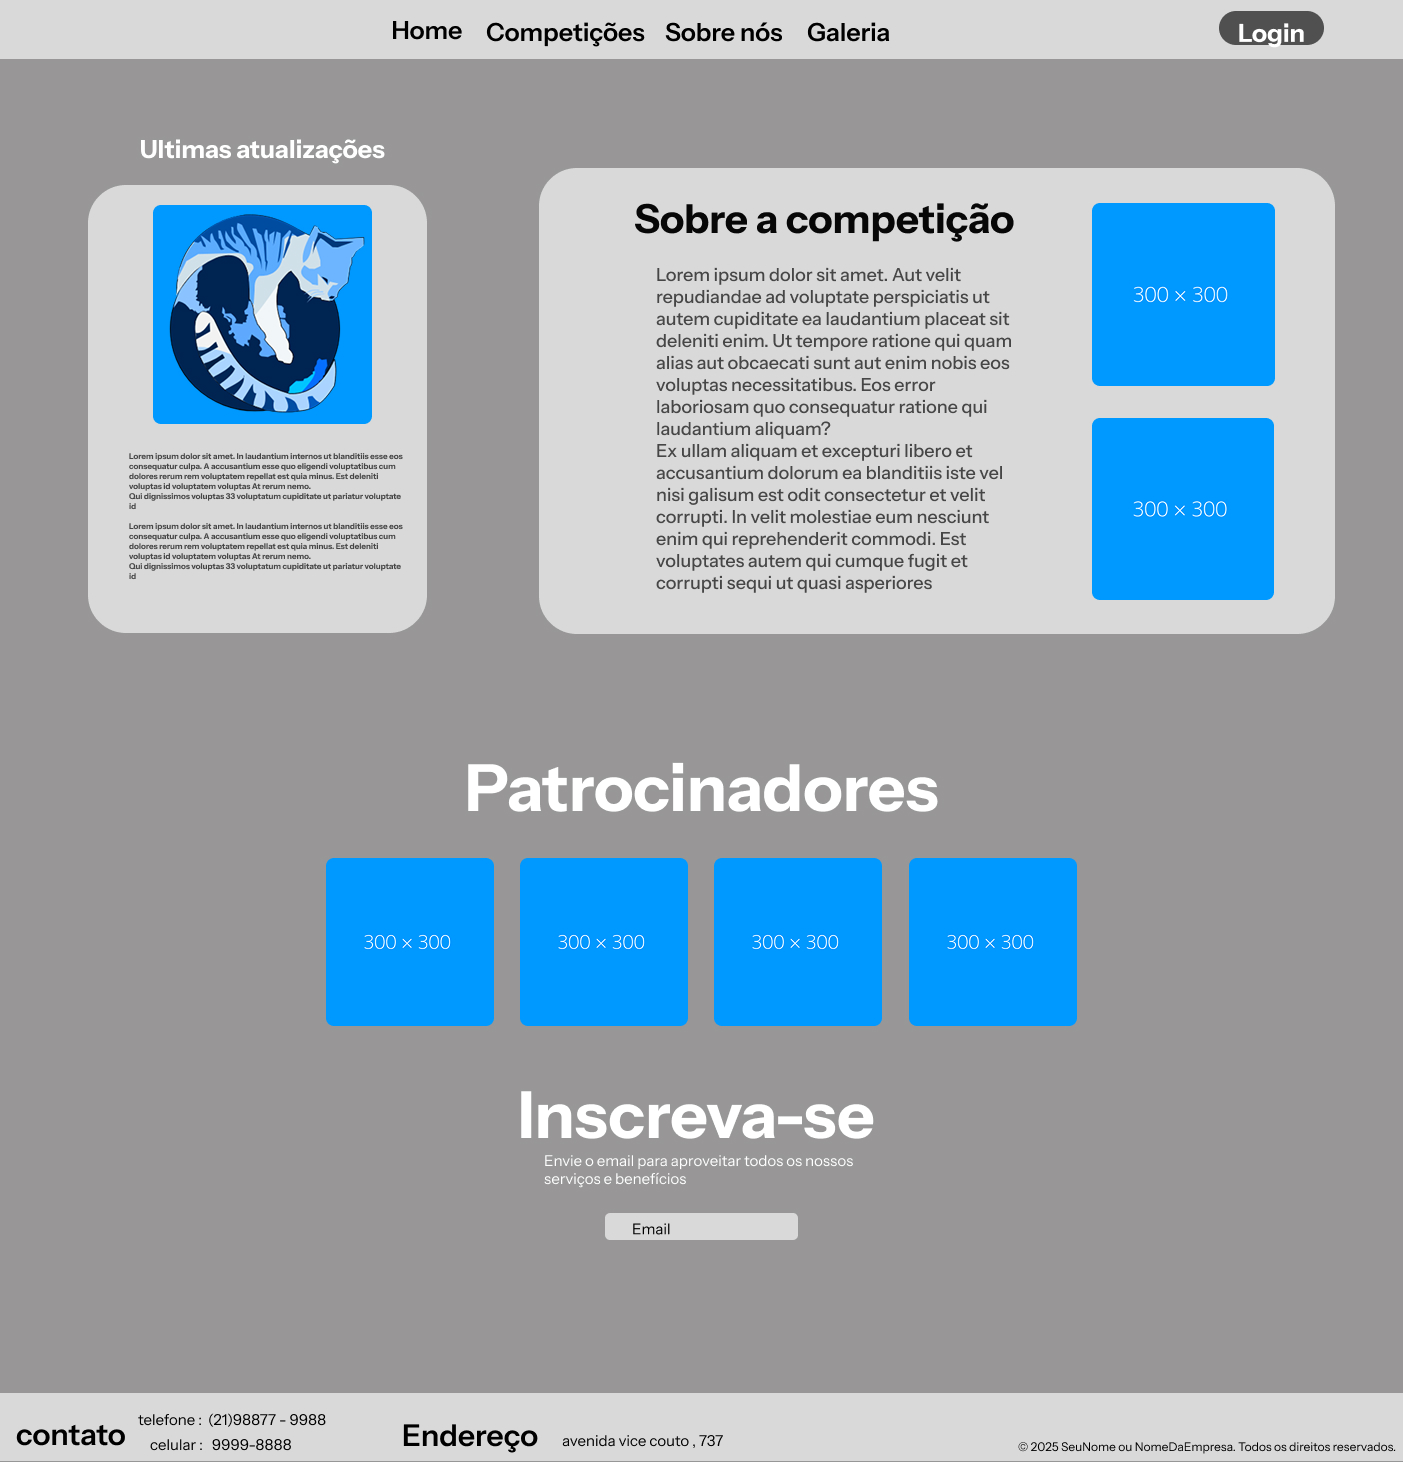 Home Competições Sobre nós Galeria Login
Ultimas atualizações
Lorem ipsum dolor sit amet. In laudantium internos ut blanditiis esse eos
consequatur culpa. A accusantium esse quo eligendi voluptatibus cum
dolores rerum rem voluptatem repellat est quia minus. Est deleniti
voluptas id voluptatem voluptas At rerum nemo.
Qui dignissimos voluptas 33 voluptatum cupiditate ut pariatur voluptate
id
Lorem ipsum dolor sit amet. In laudantium internos ut blanditiis esse eos
consequatur culpa. A accusantium esse quo eligendi voluptatibus cum
dolores rerum rem voluptatem repellat est quia minus. Est deleniti
voluptas id voluptatem voluptas At rerum nemo.
Qui dignissimos voluptas 33 voluptatum cupiditate ut pariatur voluptate
id
Sobre a competição
Lorem ipsum dolor sit amet. Aut velit
repudiandae ad voluptate perspiciatis ut
autem cupiditate ea laudantium placeat sit
deleniti enim. Ut tempore ratione qui quam
alias aut obcaecati sunt aut enim nobis eos
voluptas necessitatibus. Eos error
laboriosam quo consequatur ratione qui
laudantium aliquam?
Ex ullam aliquam et excepturi libero et
accusantium dolorum ea blanditiis iste vel
nisi galisum est odit consectetur et velit
corrupti. In velit molestiae eum nesciunt
enim qui reprehenderit commodi. Est
voluptates autem qui cumque fugit et
corrupti sequi ut quasi asperiores
300 × 300
300 × 300
Patrocinadores
300 × 300 300 × 300 300 × 300 300 × 300
Inscreva-se
Envie o email para aproveitar todos os nossos
serviços e benefícios
Email
contato
telefone : (21)98877 - 9988
celular : 9999-8888
Endereço
avenida vice couto , 737
© 2025 SeuNome ou NomeDaEmpresa. Todos os direitos reservados.